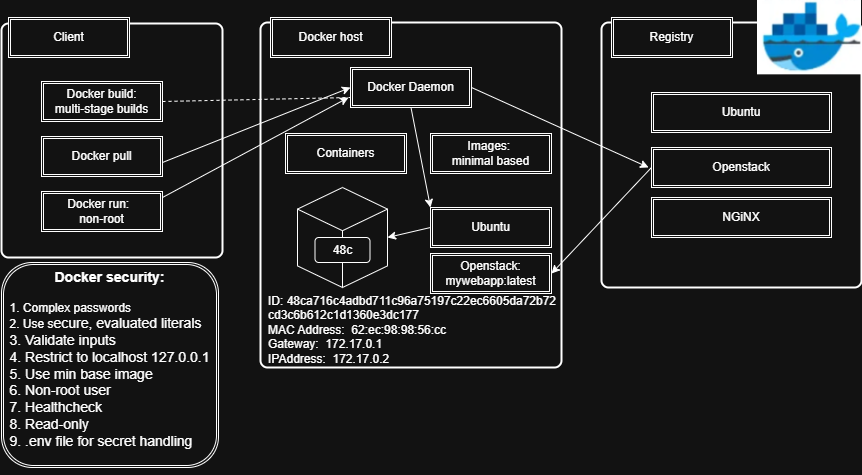 Client
Docker build:
multi-stage builds
Docker pull
Docker run:
non-root
Docker security:
1. Complex passwords
2. Use secure, evaluated literals
3. Validate inputs
4. Restrict to localhost 127.0.0.1
5. Use min base image
6. Non-root user
7. Healthcheck
8. Read-only
9. .env file for secret handling
Docker host
Docker Daemon
Containers
Images:
minimal based
48c
Ubuntu
Openstack:
mywebapp:latest
ID: 48ca716c4adbd711c96a75197c22ec6605da72b72
cd3c6b612c1d1360e3dc177
MAC Address: 62:ec:98:98:56:cc
Gateway: 172.17.0.1
IPAddress: 172.17.0.2
Registry
Ubuntu
Openstack
NGiNX